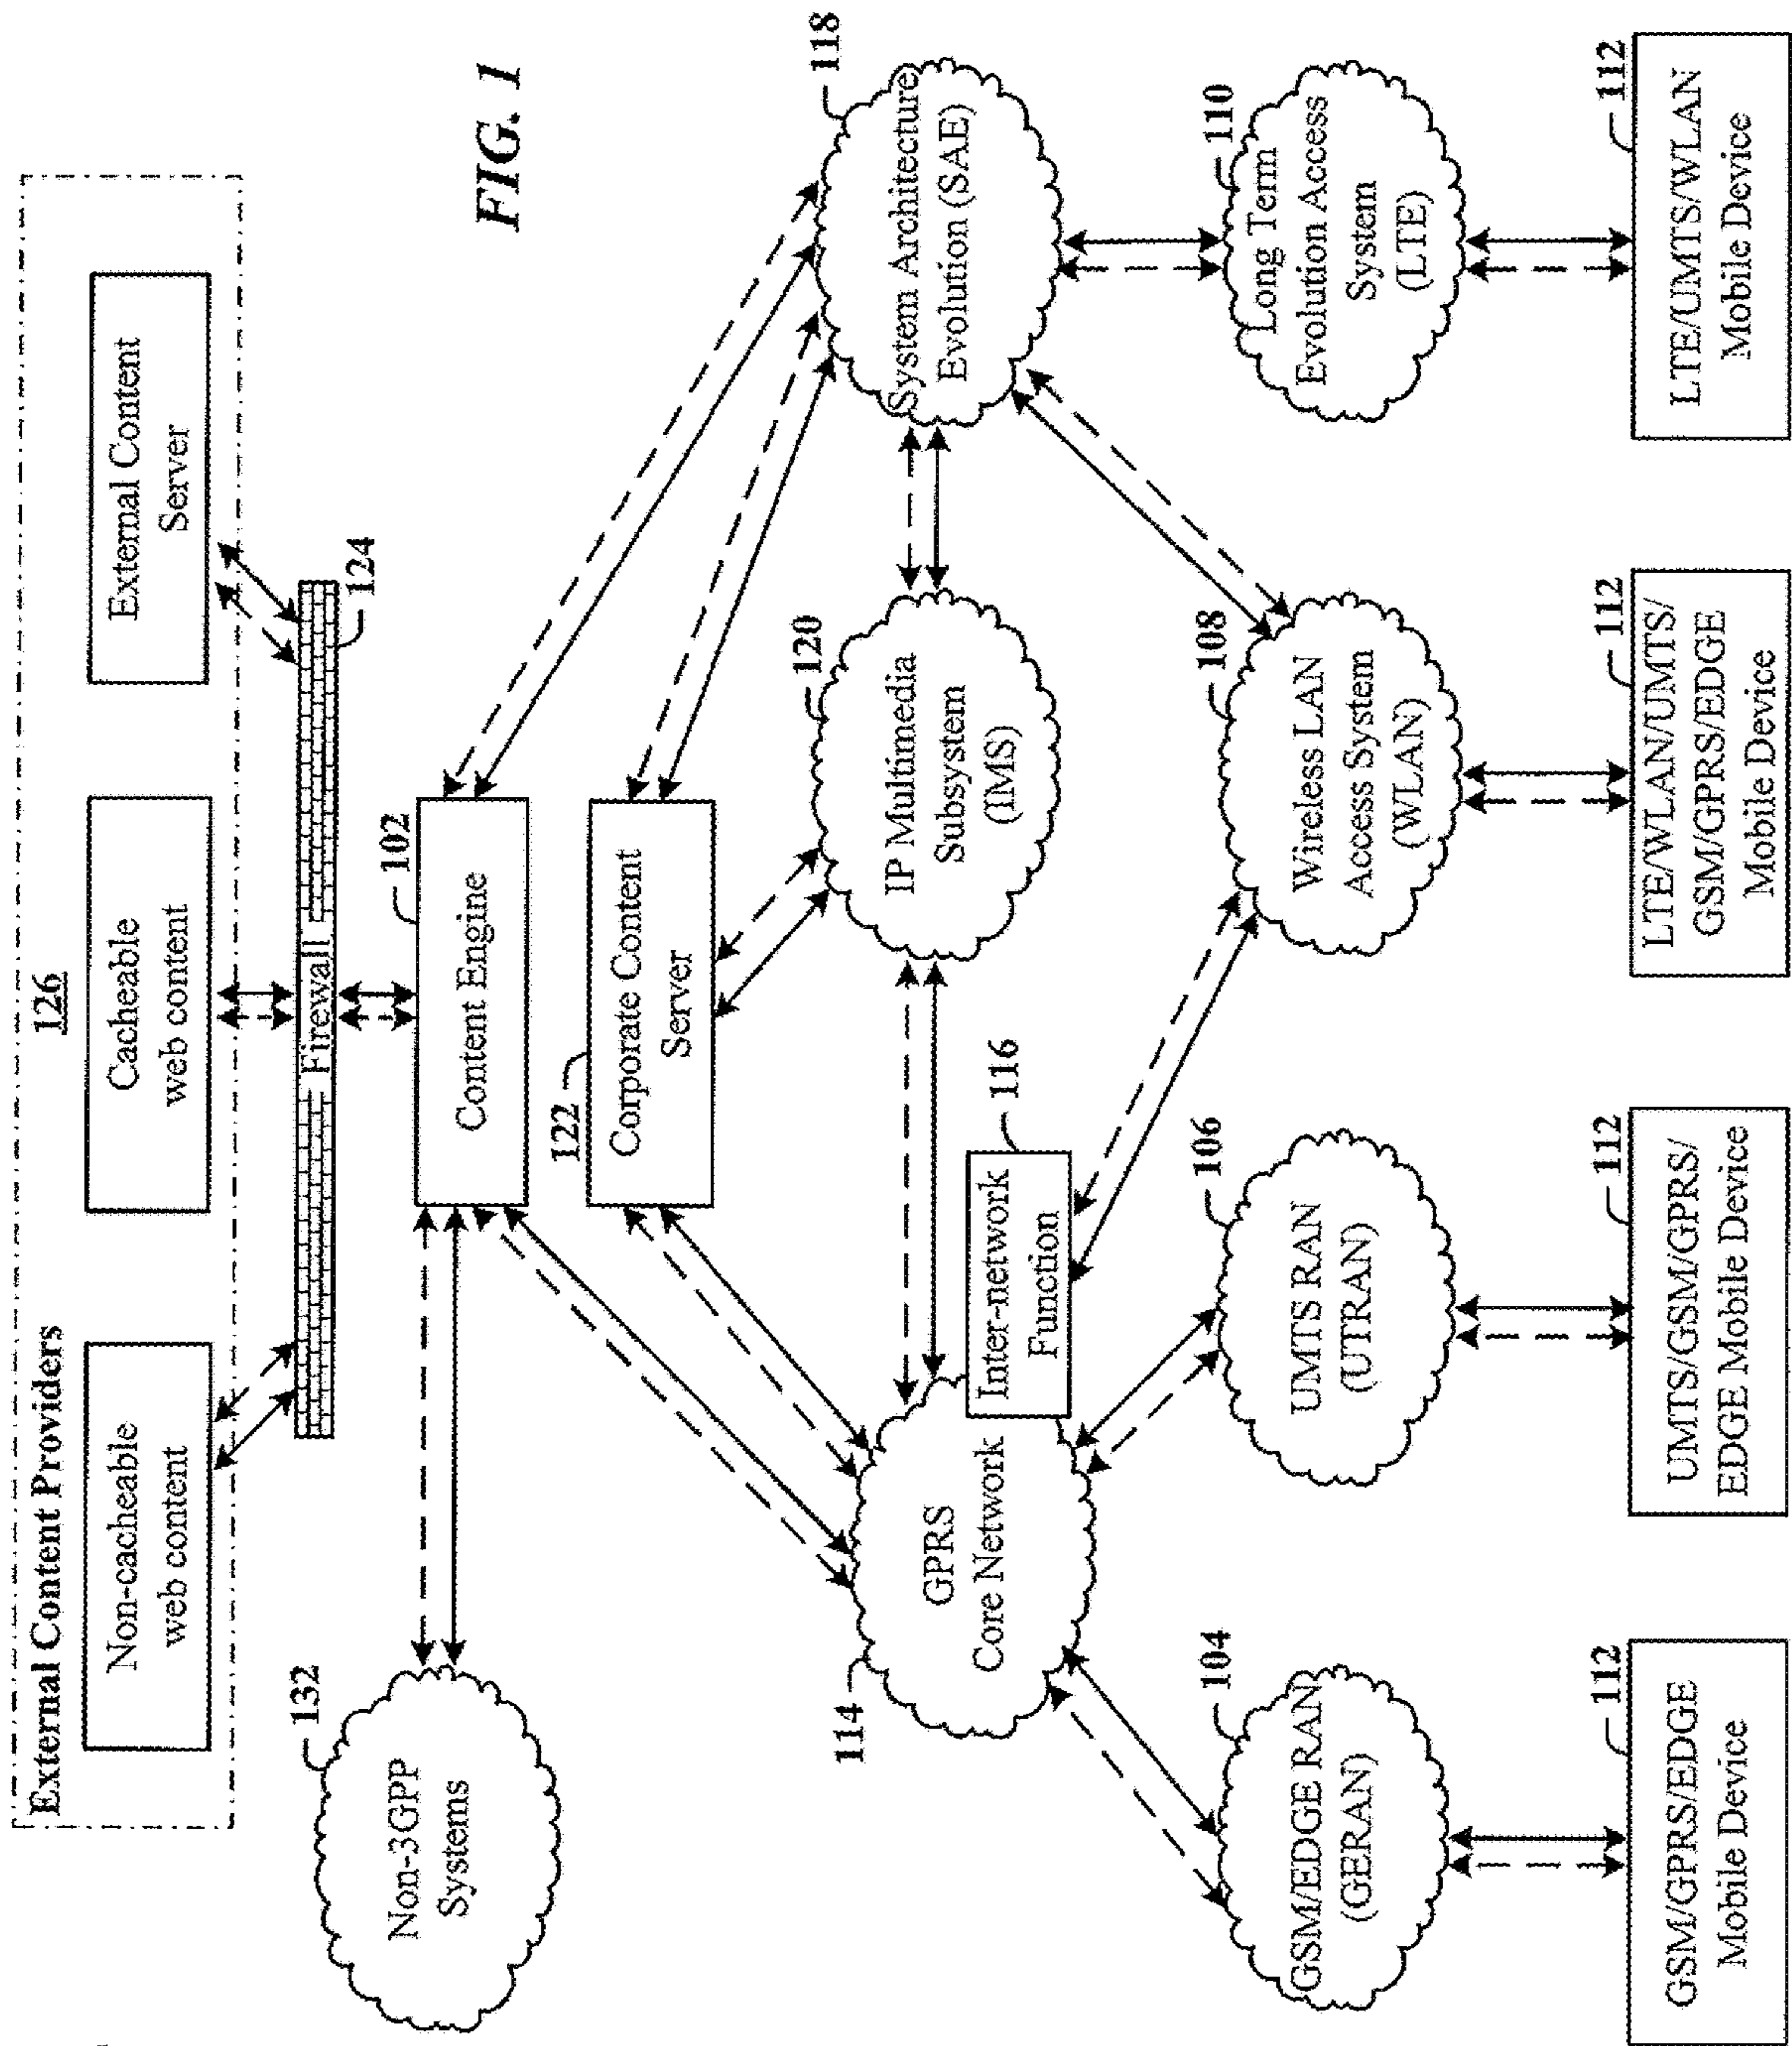 126
External Content Providers
Non-cacheable
web content
Cacheable
web content
External Content
Server
Firewall
124
FIG. 1
132
Non-3GPP
Systems
102
Content Engine
122
Corporate Content
Server
118
System Architecture
Evolution (SAE)
120
IP Multimedia
Subsystem
(IMS)
114
GPRS
Core Network
Inter-network
Function
116
104
GSM/EDGE RAN
(GERAN)
106
UMTS RAN
(UTRAN)
108
Wireless LAN
Access System
(WLAN)
110
Long Term
Evolution Access
System
(LTE)
112
GSM/GPRS/EDGE
Mobile Device
112
UMTS/GSM/GPRS/
EDGE Mobile Device
112
LTE/WLAN/UMTS/
GSM/GPRS/EDGE
Mobile Device
112
LTE/UMTS/WLAN
Mobile Device